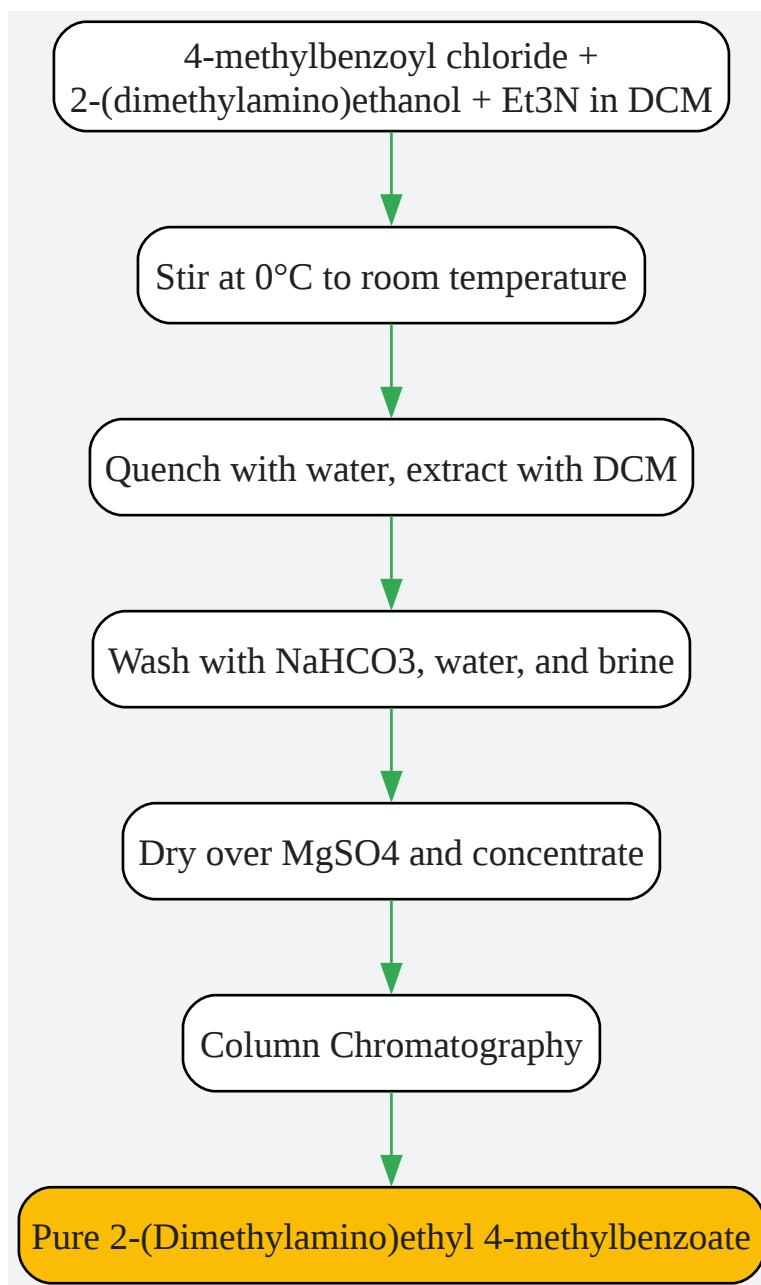 4-methylbenzoyl chloride +
2-(dimethylamino)ethanol + Et3N in DCM
Stir at 0°C to room temperature
Quench with water, extract with DCM
Wash with NaHCO3, water, and brine
Dry over MgSO4 and concentrate
Column Chromatography
Pure 2-(Dimethylamino)ethyl 4-methylbenzoate